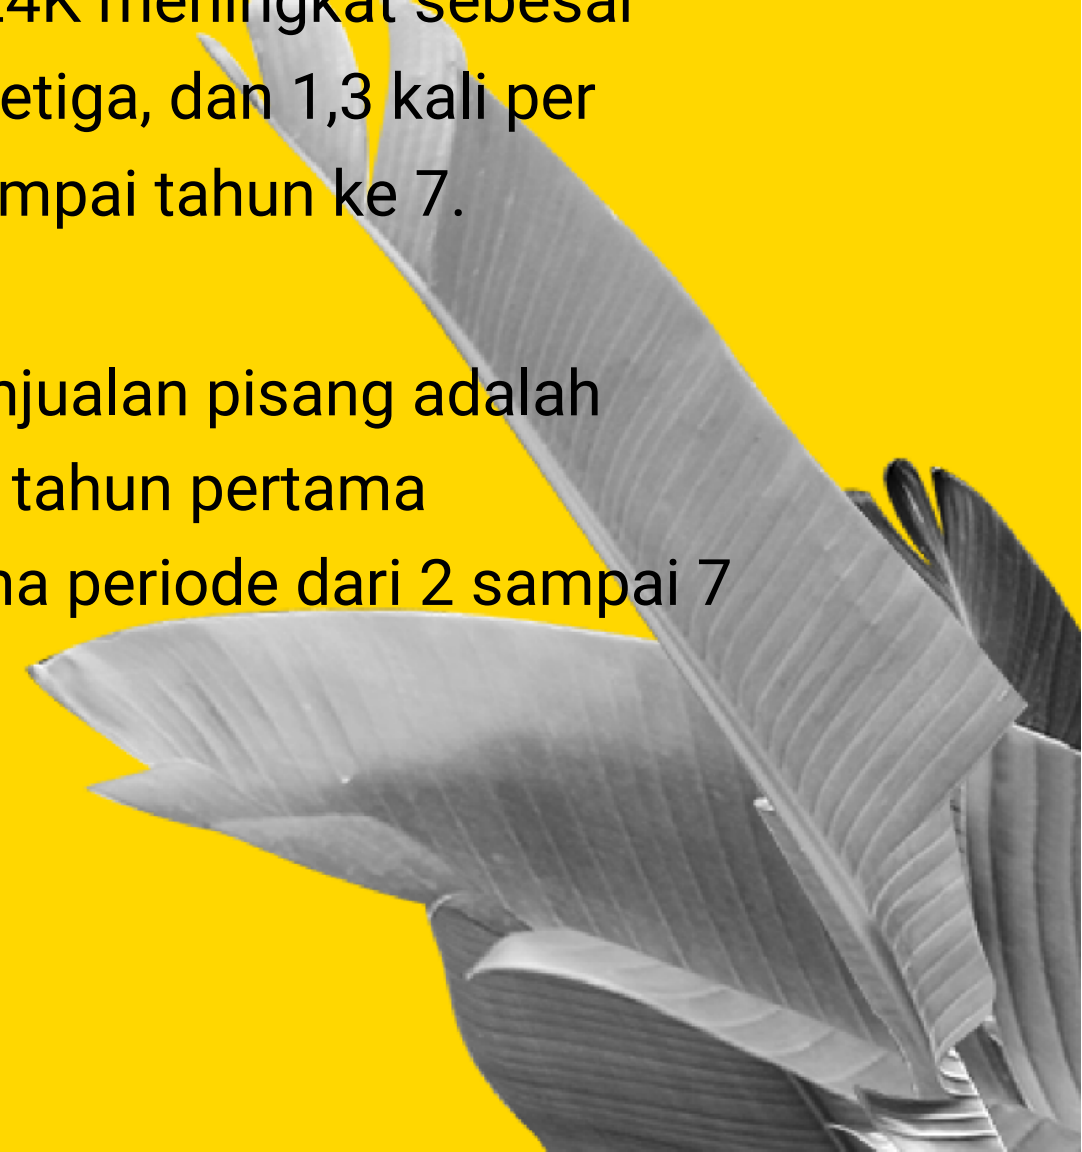 24K meningkat sebesar
etiga, dan 1,3 kali per
mpai tahun ke 7.
njualan pisang adalah
tahun pertama
na periode dari 2 sampai 7